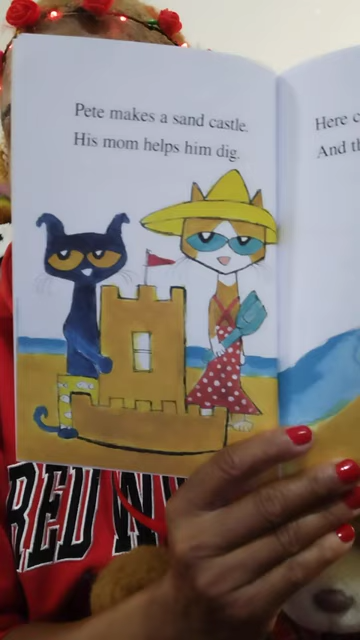 Pete makes a sand castle.
His mom helps him dig.
Here c
And th
RED W